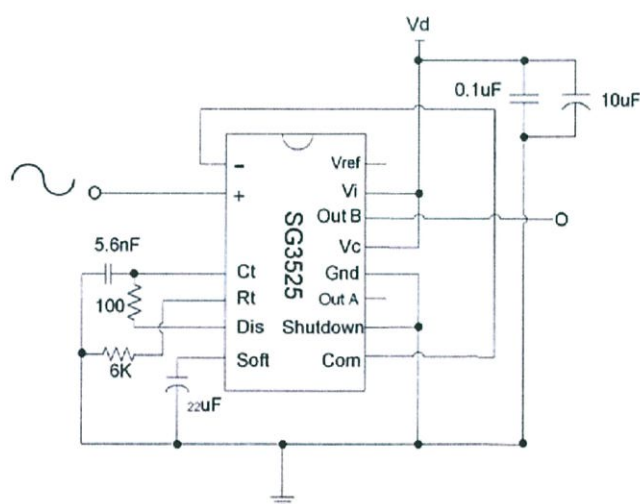 Vd
0.1uF
10uF
-
Vref
+
Vi
Out B
5.6nF
Vc
SG3525
Ct
Gnd
100
Rt
Out A
Dis
Shutdown
6K
Soft
Com
22uF